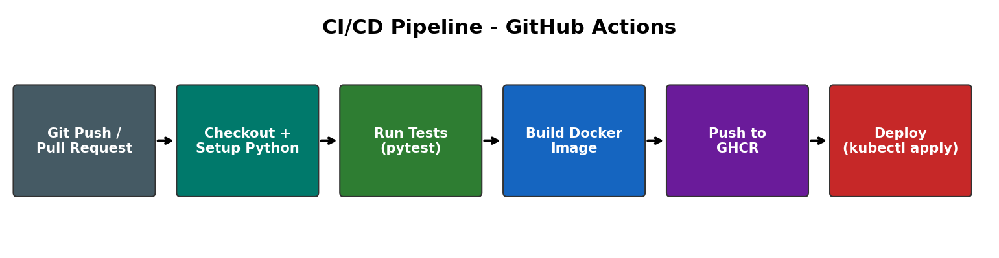 CI/CD Pipeline - GitHub Actions
Git Push /
Pull Request
Checkout +
Setup Python
Run Tests
(pytest)
Build Docker
Image
Push to
GHCR
Deploy
(kubectl apply)